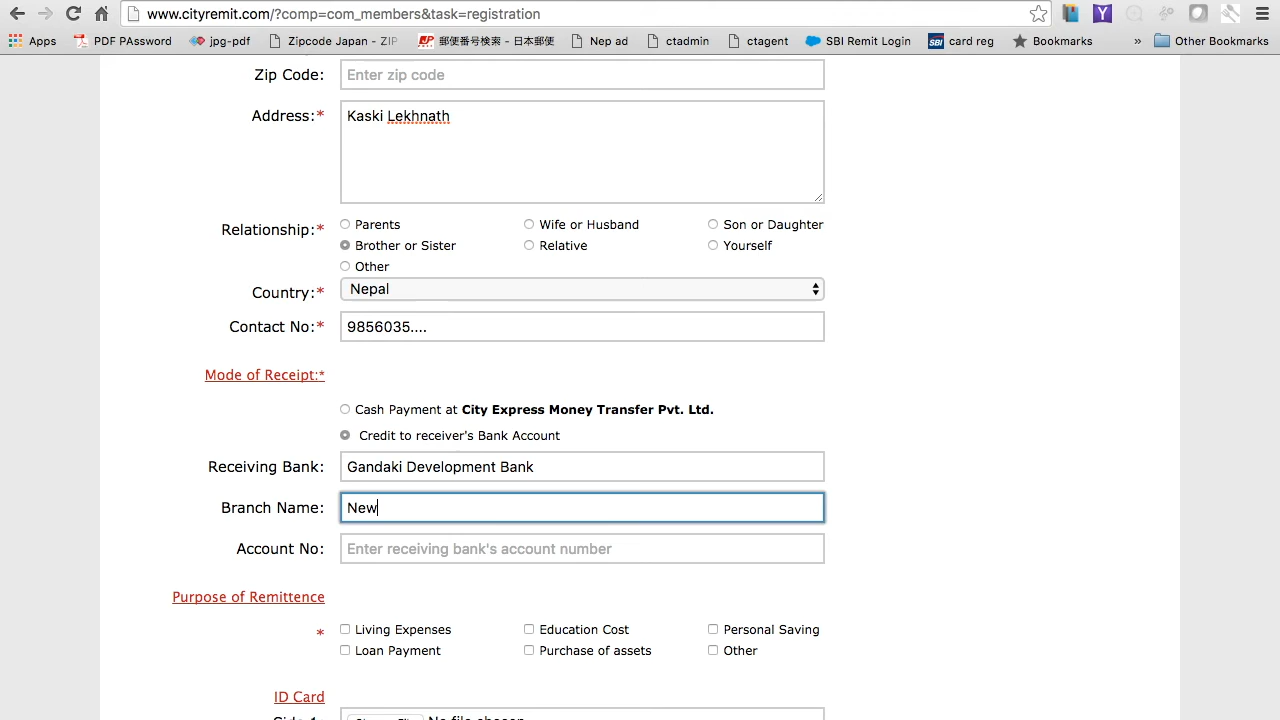 www.cityremit.com/?comp=com_members&task=registration
Apps PDF PAssword jpg-pdf Zipcode Japan - ZIP 郵便番号検索 - 日本郵便 Nep ad ctadmin ctagent SBI Remit Login card reg Bookmarks » Other Bookmarks
Zip Code: Enter zip code
Address:* Kaski Lekhnath
Relationship:* Parents Wife or Husband Son or Daughter
Brother or Sister Relative Yourself
Other
Country:* Nepal
Contact No:* 9856035....
Mode of Receipt:*
Cash Payment at City Express Money Transfer Pvt. Ltd.
Credit to receiver's Bank Account
Receiving Bank: Gandaki Development Bank
Branch Name: New
Account No: Enter receiving bank's account number
Purpose of Remittence
* Living Expenses Education Cost Personal Saving
Loan Payment Purchase of assets Other
ID Card